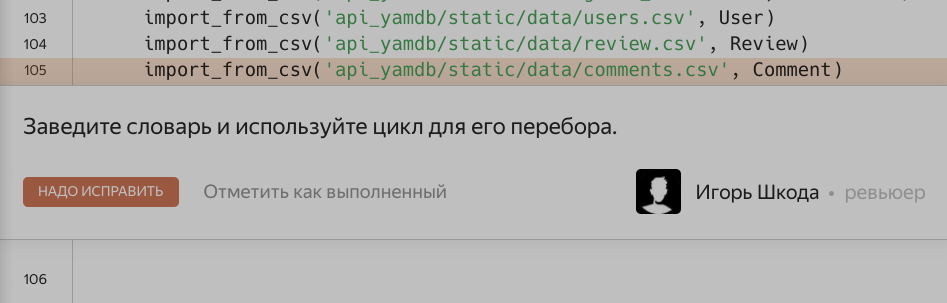 103 import_from_csv('api_yamdb/static/data/users.csv', User)
104 import_from_csv('api_yamdb/static/data/review.csv', Review)
105 import_from_csv('api_yamdb/static/data/comments.csv', Comment)
Заведите словарь и используйте цикл для его перебора.
НАДО ИСПРАВИТЬ Отметить как выполненный Игорь Шкода • ревьюер
106